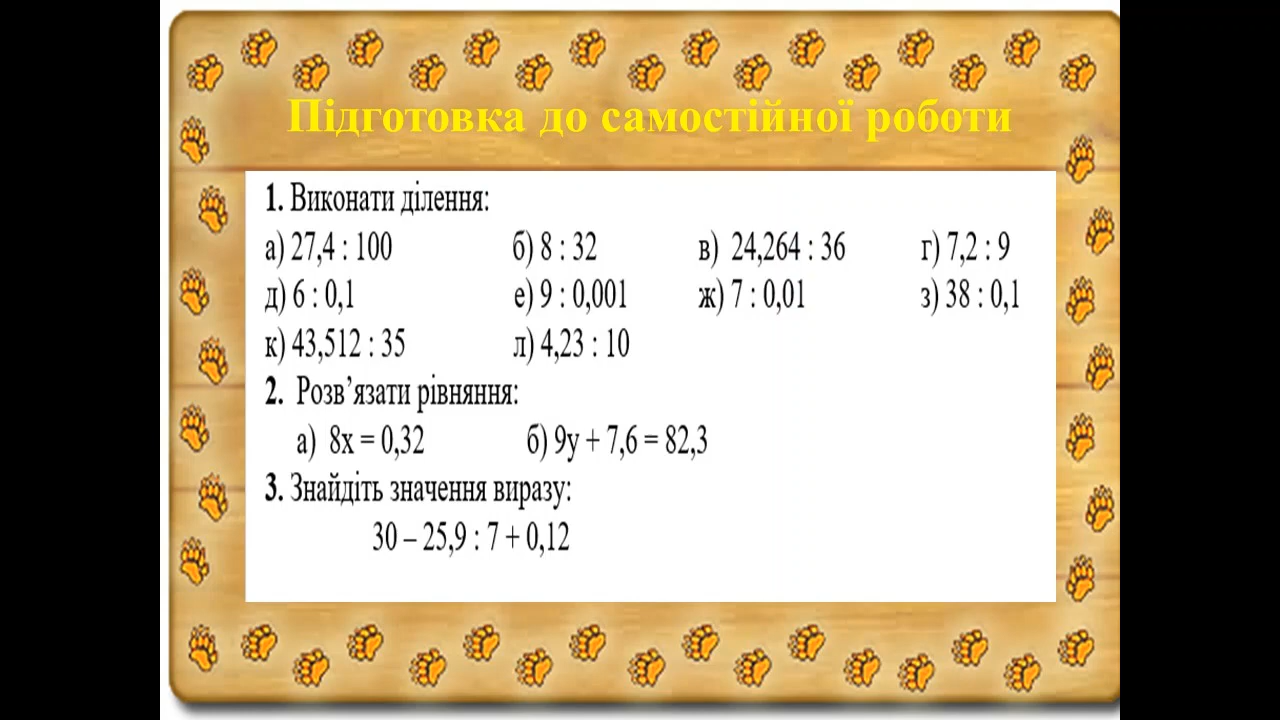 Підготовка до самостійної роботи
1. Виконати ділення:
а) 27,4 : 100 б) 8 : 32 в) 24,264 : 36 г) 7,2 : 9
д) 6 : 0,1 е) 9 : 0,001 ж) 7 : 0,01 з) 38 : 0,1
к) 43,512 : 35 л) 4,23 : 10
2. Розв’язати рівняння:
а) 8х = 0,32 б) 9у + 7,6 = 82,3
3. Знайдіть значення виразу:
30 – 25,9 : 7 + 0,12